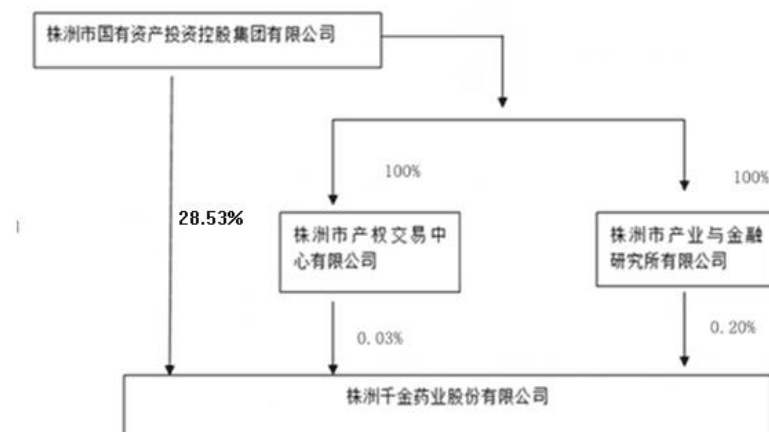 株洲市国有资产投资控股集团有限公司
100%
100%
28.53%
株洲市产权交易中
心有限公司
株洲市产业与金融
研究所有限公司
0.03%
0.20%
株洲千金药业股份有限公司